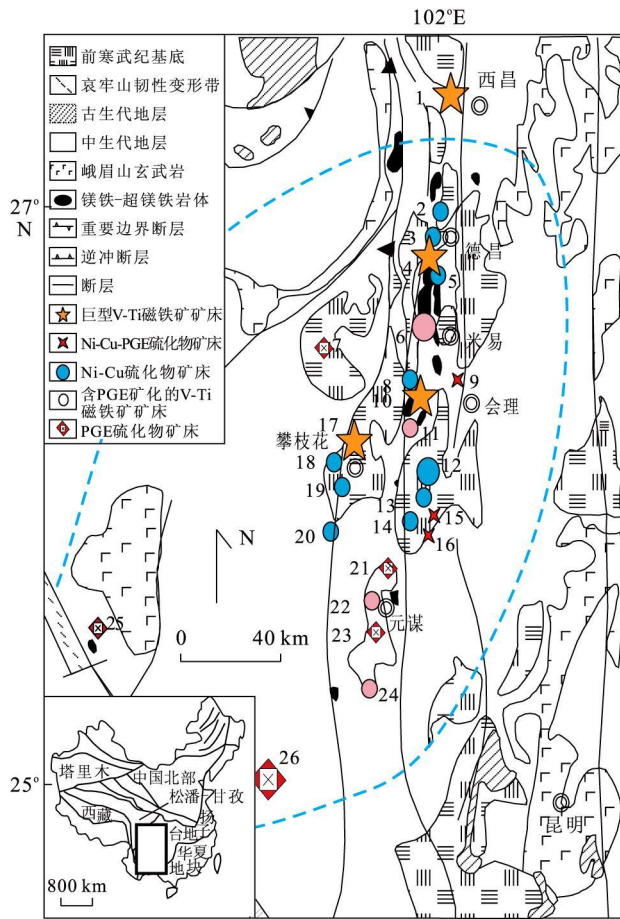 102°E
前寒武纪基底
哀牢山韧性变形带
古生代地层
中生代地层
峨眉山玄武岩
镁铁-超镁铁岩体
重要边界断层
逆冲断层
断层
巨型V-Ti磁铁矿矿床
Ni-Cu-PGE硫化物矿床
Ni-Cu硫化物矿床
含PGE矿化的V-Ti
磁铁矿矿床
PGE硫化物矿床
1
西昌
27°
N
2
3
德昌
4
5
6
米易
7
8
9
10
会理
11
17
攀枝花
18
12
19
13
14
15
16
20
21
22
元谋
23
24
25
N
0
40 km
26
25°
昆明
塔里木
中国北部
松潘-甘孜
西藏
扬
台地子
华夏
地块
800 km